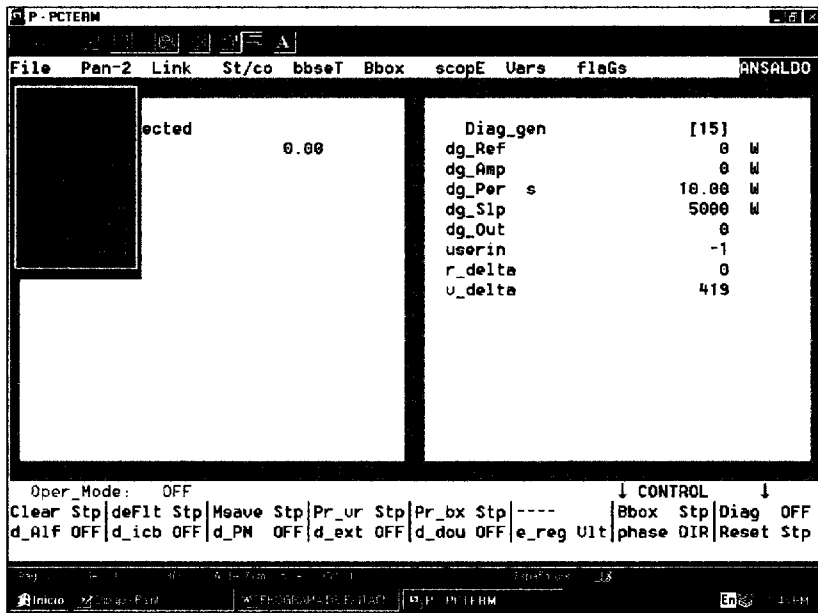 P - PCTERM
A
File Pan-2 Link St/co bbseT Bbox scopE Vars flaGs ANSALDO
ected
0.00
Diag_gen [15]
dg_Ref 0 W
dg_Amp 0 W
dg_Per s 10.00 W
dg_Slp 5000 W
dg_Out 0
userin -1
r_delta 0
v_delta 419
Oper_Mode: OFF ↓ CONTROL ↓
Clear Stp|deFlt Stp|Msave Stp|Pr_vr Stp|Pr_bx Stp|---- |Bbox Stp|Diag OFF
d_Alf OFF|d_icb OFF|d_PM OFF|d_ext OFF|d_dou OFF|e_reg Vlt|phase DIR|Reset Stp
Inicio P - PCTERM En